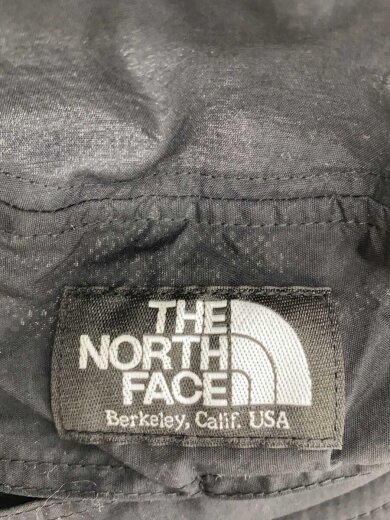 THE
NORTH
FACE
Berkeley, Calif. USA